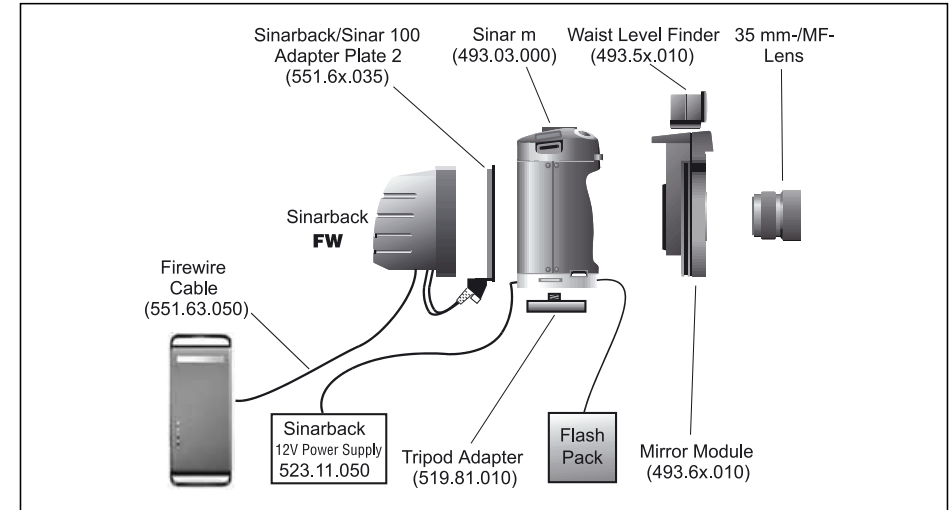 Sinarback/Sinar 100
Adapter Plate 2
(551.6x.035)
Sinar m
(493.03.000)
Waist Level Finder
(493.5x.010)
35 mm-/MF-
Lens
Sinarback
FW
Firewire
Cable
(551.63.050)
Sinarback
12V Power Supply
523.11.050
Tripod Adapter
(519.81.010)
Flash
Pack
Mirror Module
(493.6x.010)